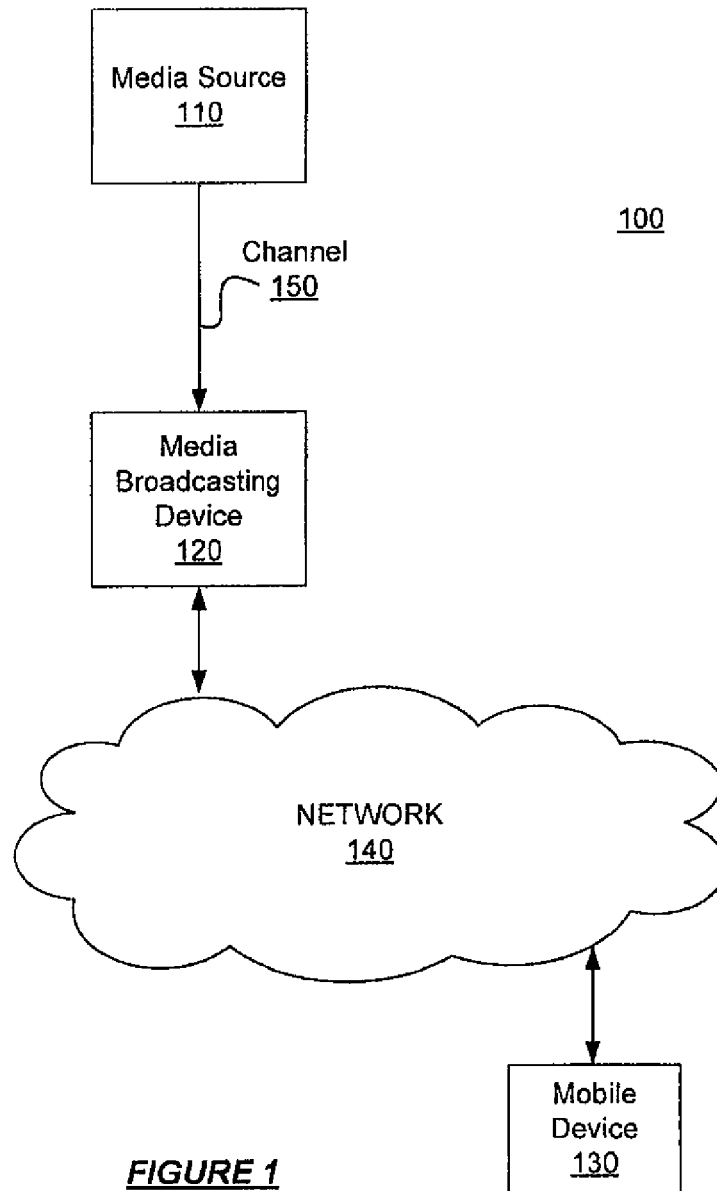 Media Source
110
100
Channel
150
Media
Broadcasting
Device
120
NETWORK
140
Mobile
Device
130
FIGURE 1